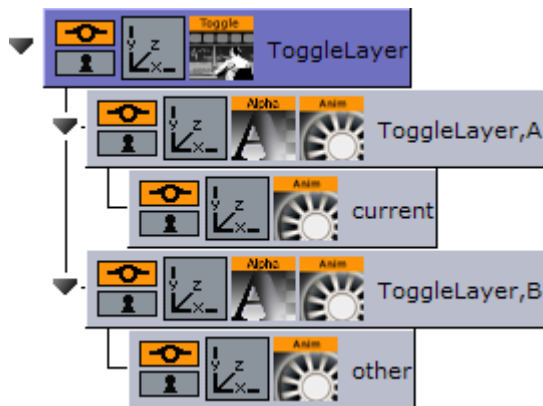 Toggle
ToggleLayer
y z x
Alpha Anim
ToggleLayer,A
y z x
Anim
current
y z x
Alpha Anim
ToggleLayer,B
y z x
Anim
other
y z x